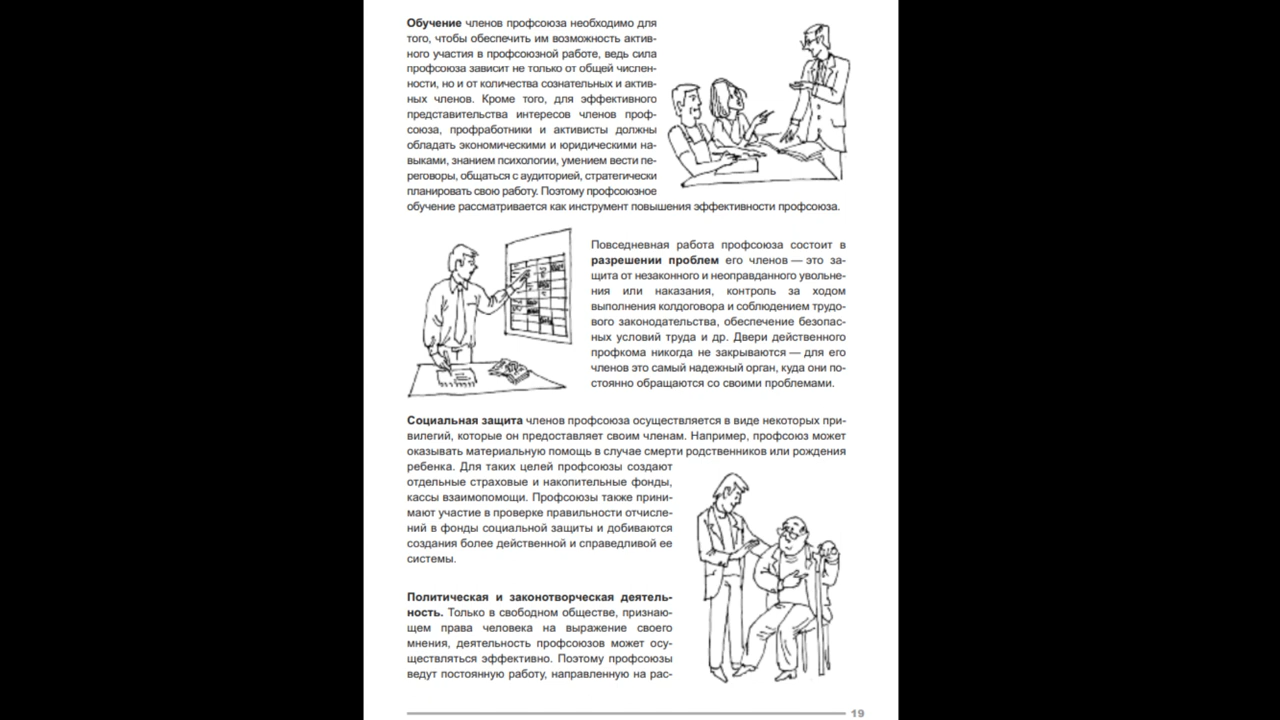 Обучение членов профсоюза необходимо для
того, чтобы обеспечить им возможность актив-
ного участия в профсоюзной работе, ведь сила
профсоюза зависит не только от общей числен-
ности, но и от количества сознательных и актив-
ных членов. Кроме того, для эффективного
представительства интересов членов проф-
союза, профработники и активисты должны
обладать экономическими и юридическими на-
выками, знанием психологии, умением вести пе-
реговоры, общаться с аудиторией, стратегически
планировать свою работу. Поэтому профсоюзное
обучение рассматривается как инструмент повышения эффективности профсоюза.
Повседневная работа профсоюза состоит в
разрешении проблем его членов — это за-
щита от незаконного и неоправданного увольне-
ния или наказания, контроль за ходом
выполнения колдоговора и соблюдением трудо-
вого законодательства, обеспечение безопас-
ных условий труда и др. Двери действенного
профкома никогда не закрываются — для его
членов это самый надежный орган, куда они по-
стоянно обращаются со своими проблемами.
Социальная защита членов профсоюза осуществляется в виде некоторых при-
вилегий, которые он предоставляет своим членам. Например, профсоюз может
оказывать материальную помощь в случае смерти родственников или рождения
ребенка. Для таких целей профсоюзы создают
отдельные страховые и накопительные фонды,
кассы взаимопомощи. Профсоюзы также прини-
мают участие в проверке правильности отчисле-
ний в фонды социальной защиты и добиваются
создания более действенной и справедливой ее
системы.
Политическая и законотворческая деятель-
ность. Только в свободном обществе, признаю-
щем права человека на выражение своего
мнения, деятельность профсоюзов может осу-
ществляться эффективно. Поэтому профсоюзы
ведут постоянную работу, направленную на рас-
19